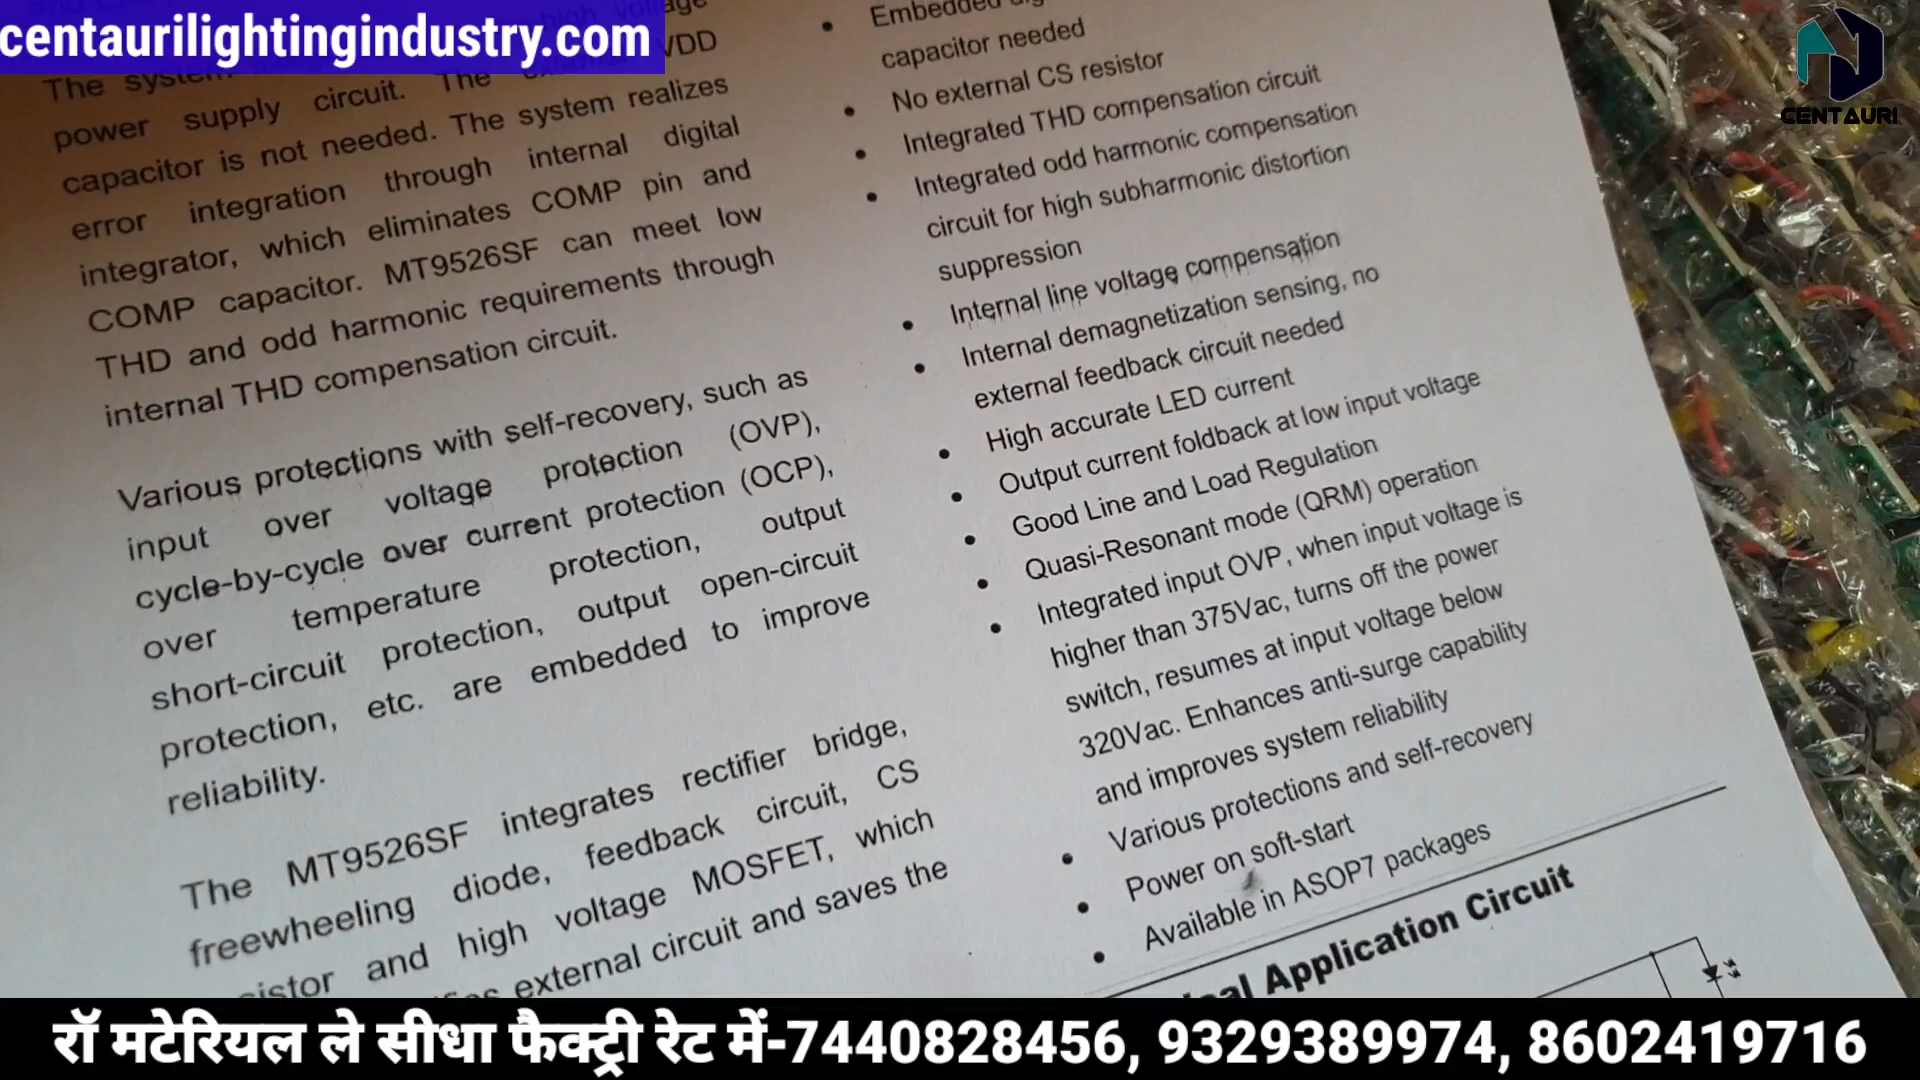 centaurilightingindustry.com
CENTAURI
VDD
The system
power supply circuit. The
capacitor is not needed. The system realizes
error integration through internal digital
integrator, which eliminates COMP pin and
COMP capacitor. MT9526SF can meet low
THD and odd harmonic requirements through
internal THD compensation circuit.
Various protections with self-recovery, such as
input over voltage protection (OVP),
cycle-by-cycle over current protection (OCP),
over temperature protection, output
short-circuit protection, output open-circuit
protection, etc. are embedded to improve
reliability.
The MT9526SF integrates rectifier bridge,
freewheeling diode, feedback circuit, CS
and high voltage MOSFET, which
external circuit and saves the
• Embedded
capacitor needed
• No external CS resistor
• Integrated THD compensation circuit
• Integrated odd harmonic compensation
circuit for high subharmonic distortion
suppression
• Internal line voltage compensation
• Internal demagnetization sensing, no
external feedback circuit needed
• High accurate LED current
• Output current foldback at low input voltage
• Good Line and Load Regulation
• Quasi-Resonant mode (QRM) operation
• Integrated input OVP, when input voltage is
higher than 375Vac, turns off the power
switch, resumes at input voltage below
320Vac. Enhances anti-surge capability
and improves system reliability
• Various protections and self-recovery
• Power on soft-start
• Available in ASOP7 packages
Application Circuit
रॉ मटेरियल ले सीधा फैक्ट्री रेट में-7440828456, 9329389974, 8602419716